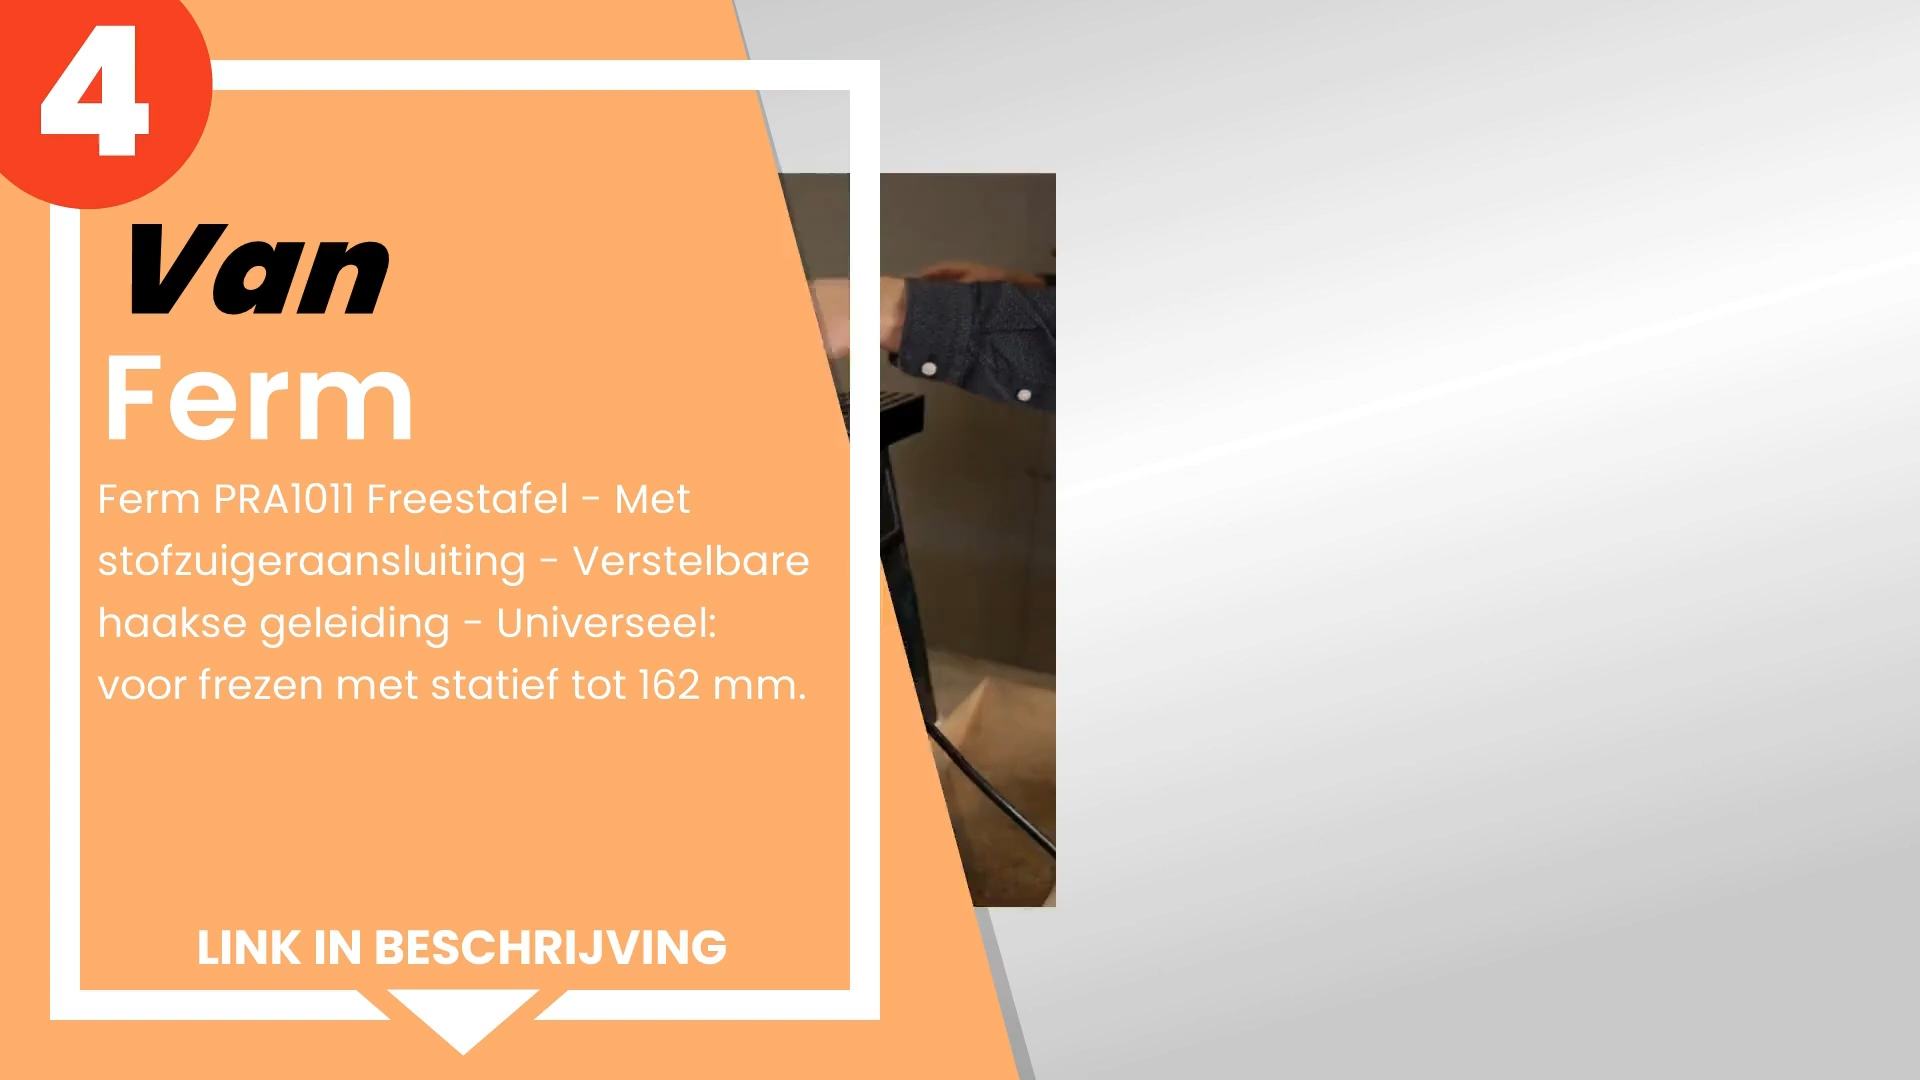 4
Van
Ferm
Ferm PRA1011 Freestafel - Met
stofzuigeraansluiting - Verstelbare
haakse geleiding - Universeel:
voor frezen met statief tot 162 mm.
LINK IN BESCHRIJVING